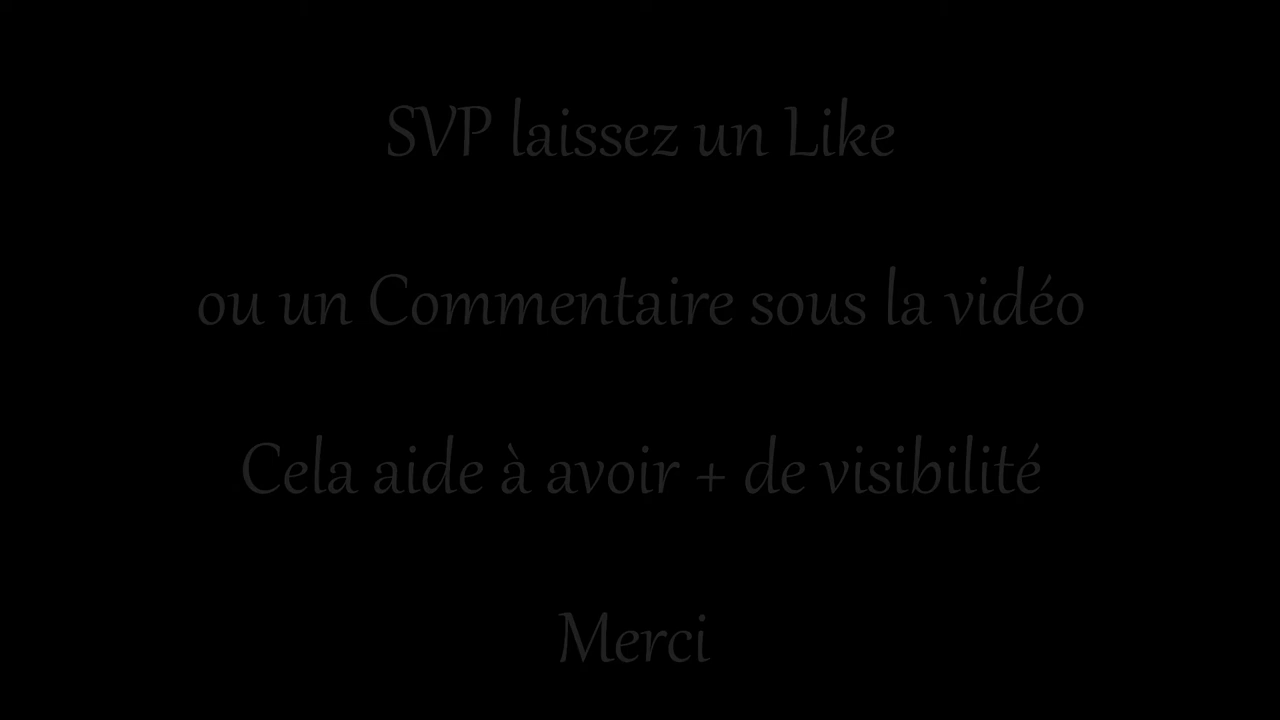 SVP laissez un Like
ou un Commentaire sous la vidéo
Cela aide à avoir + de visibilité
Merci